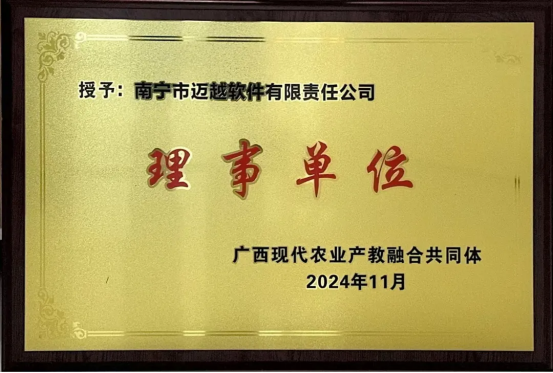 授予：南宁市迈越软件有限责任公司
理事单位
广西现代农业产教融合共同体
2024年11月